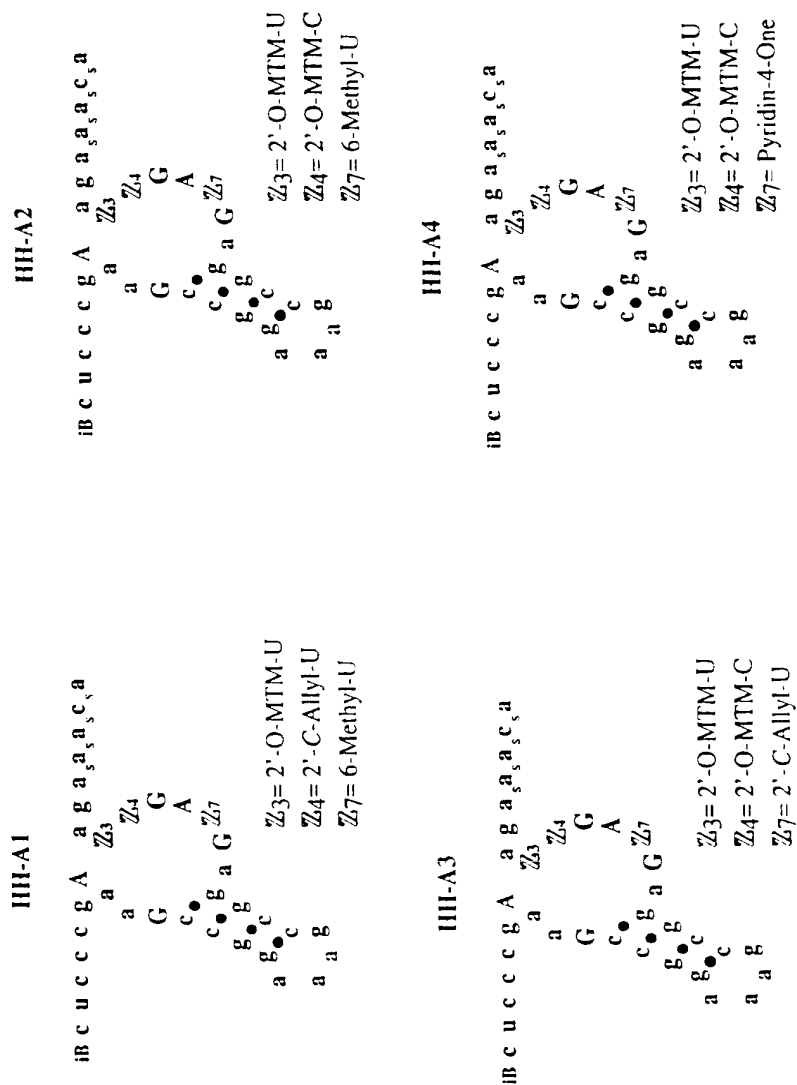 HH-A1
iB c u c c c c g A a g a s a s a s c s a
a Z3
a Z4
G G
c • g A
c • g a G Z7
g • c
g • c
a g
a a
Z3= 2'-O-MTM-U
Z4= 2'-C-Allyl-U
Z7= 6-Methyl-U
HH-A2
iB c u c c c c g A a g a s a s a s c s a
a Z3
a Z4
G G
c • g A
c • g a G Z7
g • c
g • c
a g
a a
Z3= 2'-O-MTM-U
Z4= 2'-O-MTM-C
Z7= 6-Methyl-U
HH-A3
iB c u c c c c g A a g a s a s a s c s a
a Z3
a Z4
G G
c • g A
c • g a G Z7
g • c
g • c
a g
a a
Z3= 2'-O-MTM-U
Z4= 2'-O-MTM-C
Z7= 2'-C-Allyl-U
HH-A4
iB c u c c c c g A a g a s a s a s c s a
a Z3
a Z4
G G
c • g A
c • g a G Z7
g • c
g • c
a g
a a
Z3= 2'-O-MTM-U
Z4= 2'-O-MTM-C
Z7= Pyridin-4-One